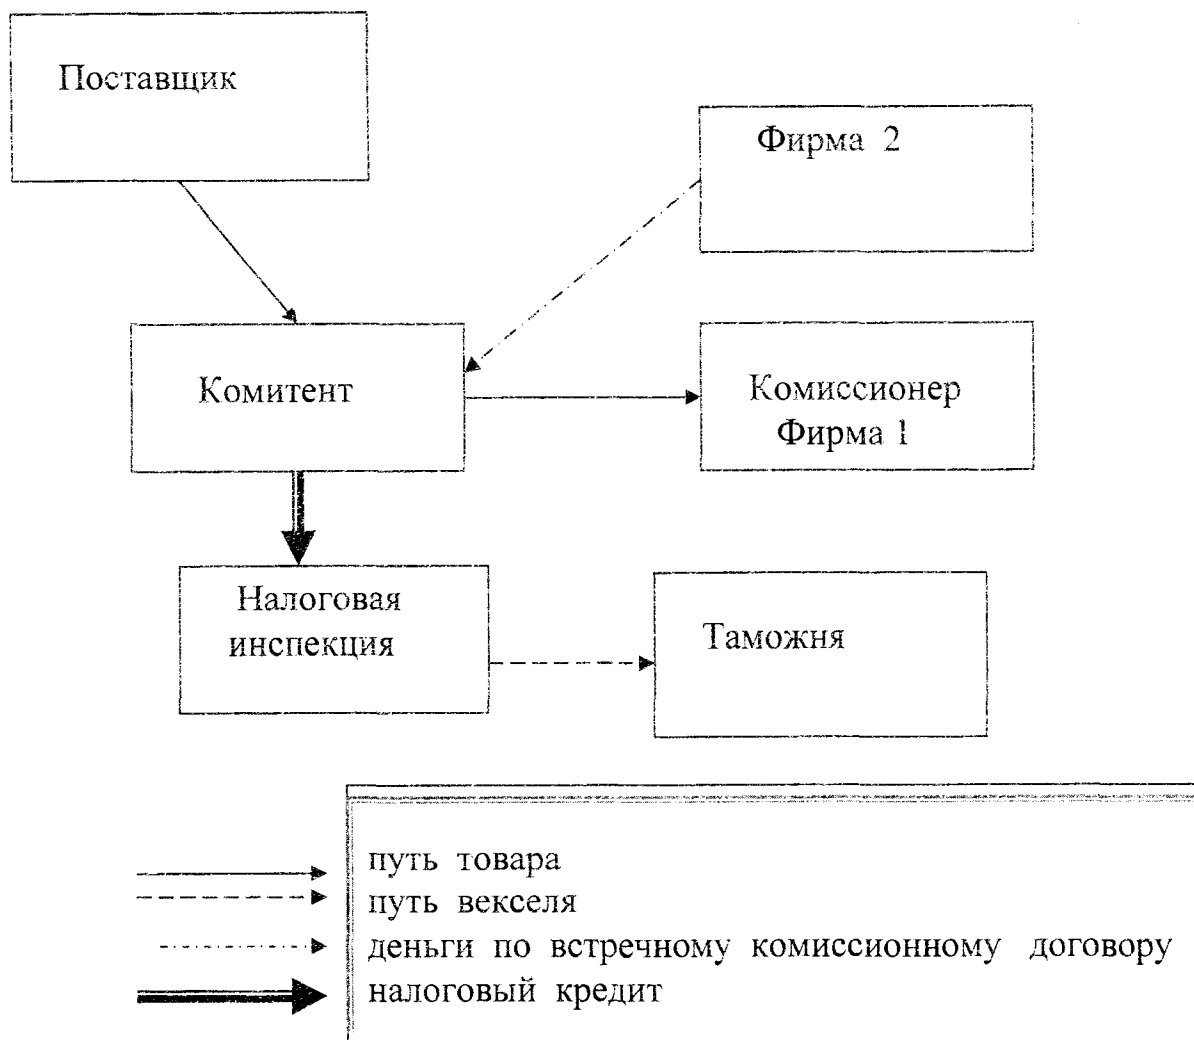 Поставщик
Фирма 2
Комитент
Комиссионер
Фирма 1
Налоговая
инспекция
Таможня
путь товара
путь векселя
деньги по встречному комиссионному договору
налоговый кредит